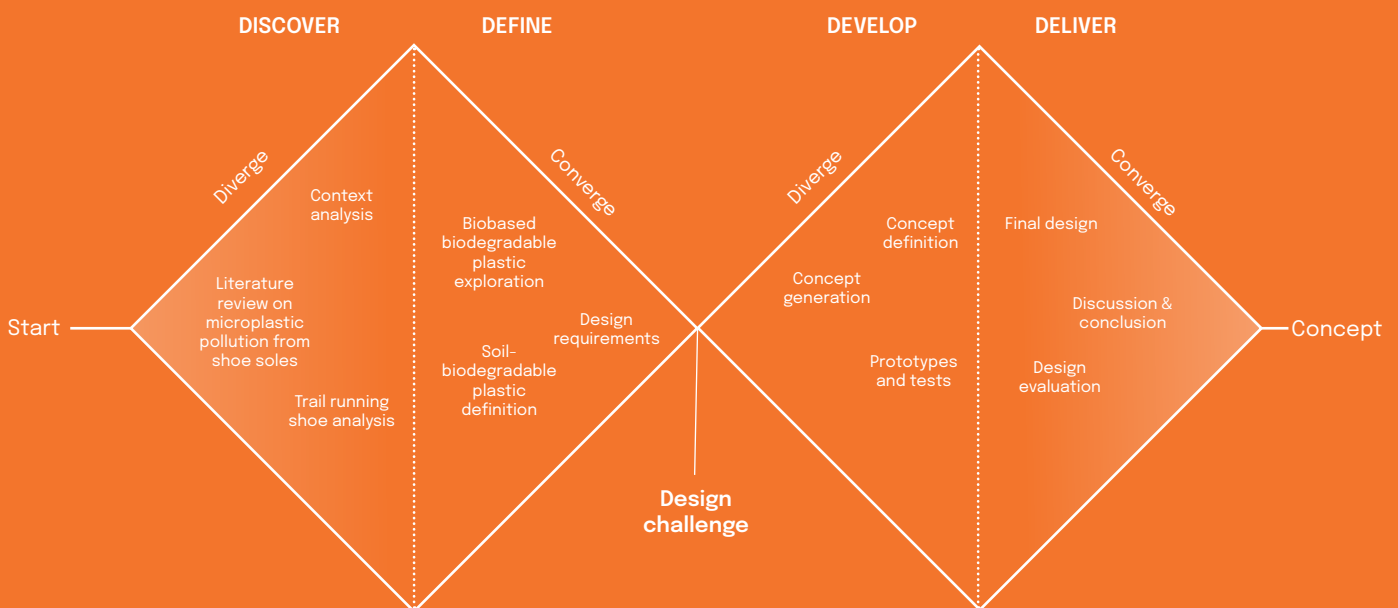 DISCOVER
DEFINE
DEVELOP
DELIVER
Diverge
Converge
Diverge
Converge
Start
Context
analysis
Literature
review on
microplastic
pollution from
shoe soles
Trail running
shoe analysis
Biobased
biodegradable
plastic
exploration
Design
requirements
Soil-
biodegradable
plastic
definition
Design
challenge
Concept
definition
Concept
generation
Prototypes
and tests
Final design
Discussion &
conclusion
Design
evaluation
Concept